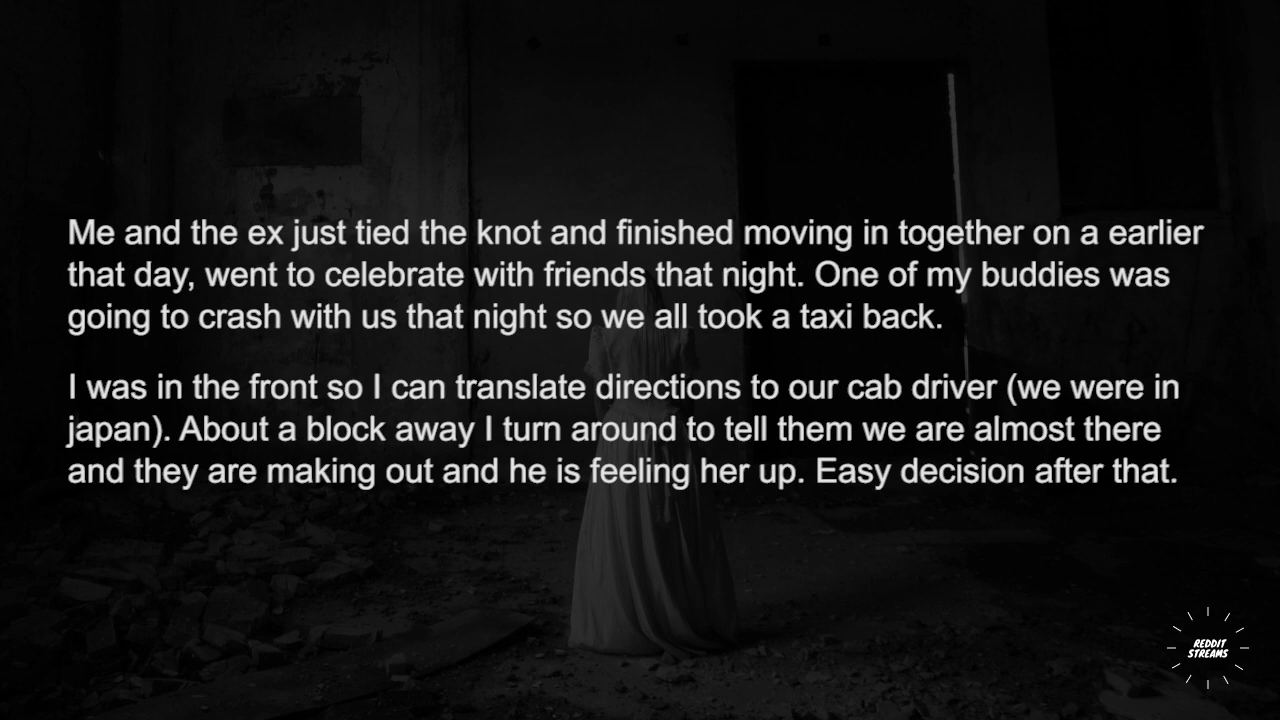 Me and the ex just tied the knot and finished moving in together on a earlier
that day, went to celebrate with friends that night. One of my buddies was
going to crash with us that night so we all took a taxi back.
I was in the front so I can translate directions to our cab driver (we were in
japan). About a block away I turn around to tell them we are almost there
and they are making out and he is feeling her up. Easy decision after that.
REDDIT
STREAMS